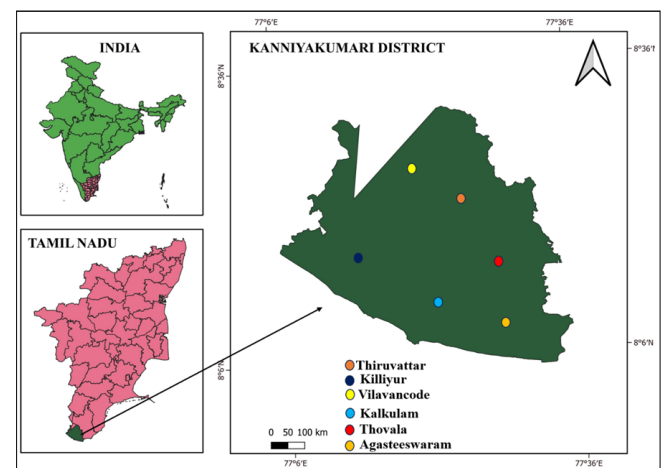 77°6'E 77°36'E
INDIA
KANNIYAKUMARI DISTRICT
8°36'N
8°36'N
TAMIL NADU
8°6'N
8°6'N
Thiruvattar
Killiyur
Vilavancode
Kalkulam
Thovala
Agasteeswaram
0 50 100 km
77°6'E 77°36'E